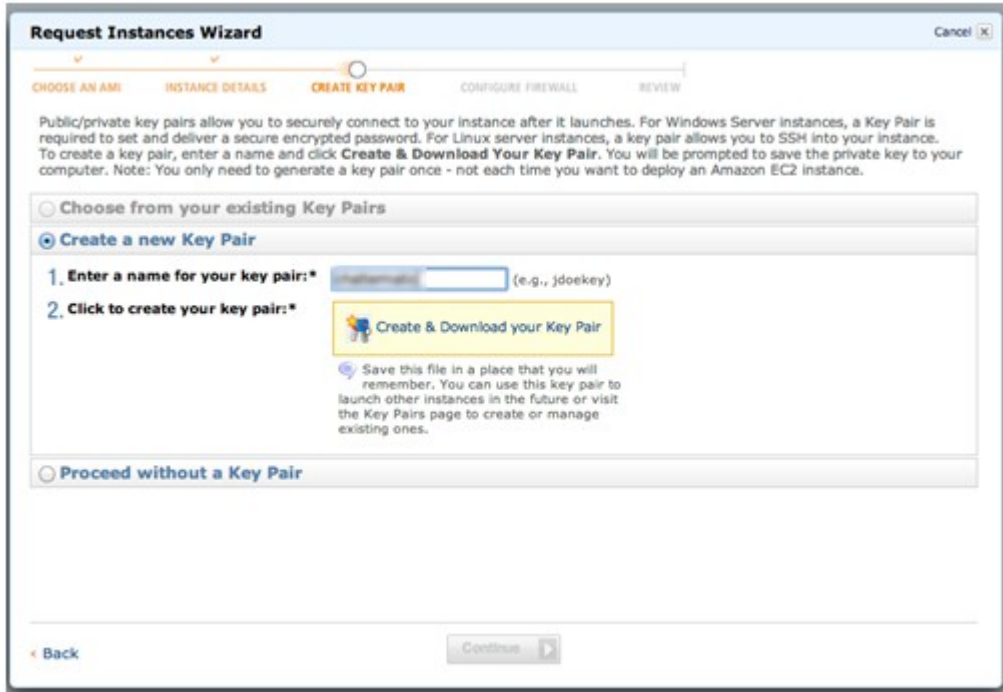 Request Instances Wizard
Cancel
CHOOSE AN AMI INSTANCE DETAILS CREATE KEY PAIR CONFIGURE FIREWALL REVIEW
Public/private key pairs allow you to securely connect to your instance after it launches. For Windows Server instances, a Key Pair is
required to set and deliver a secure encrypted password. For Linux server instances, a key pair allows you to SSH into your instance.
To create a key pair, enter a name and click Create & Download Your Key Pair. You will be prompted to save the private key to your
computer. Note: You only need to generate a key pair once - not each time you want to deploy an Amazon EC2 instance.
Choose from your existing Key Pairs
Create a new Key Pair
1. Enter a name for your key pair:* (e.g., jdoekey)
2. Click to create your key pair:*
Create & Download your Key Pair
Save this file in a place that you will
remember. You can use this key pair to
launch other instances in the future or visit
the Key Pairs page to create or manage
existing ones.
Proceed without a Key Pair
< Back
Continue